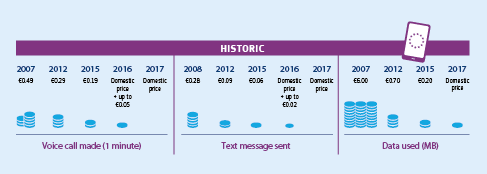 HISTORIC
2007 2012 2015 2016 2017
€0.49 €0.29 €0.19 Domestic price + up to €0.05 Domestic price
Voice call made (1 minute)
2008 2012 2015 2016 2017
€0.28 €0.09 €0.06 Domestic price + up to €0.02 Domestic price
Text message sent
2007 2012 2015 2017
€6.00 €0.70 €0.20 Domestic price
Data used (MB)